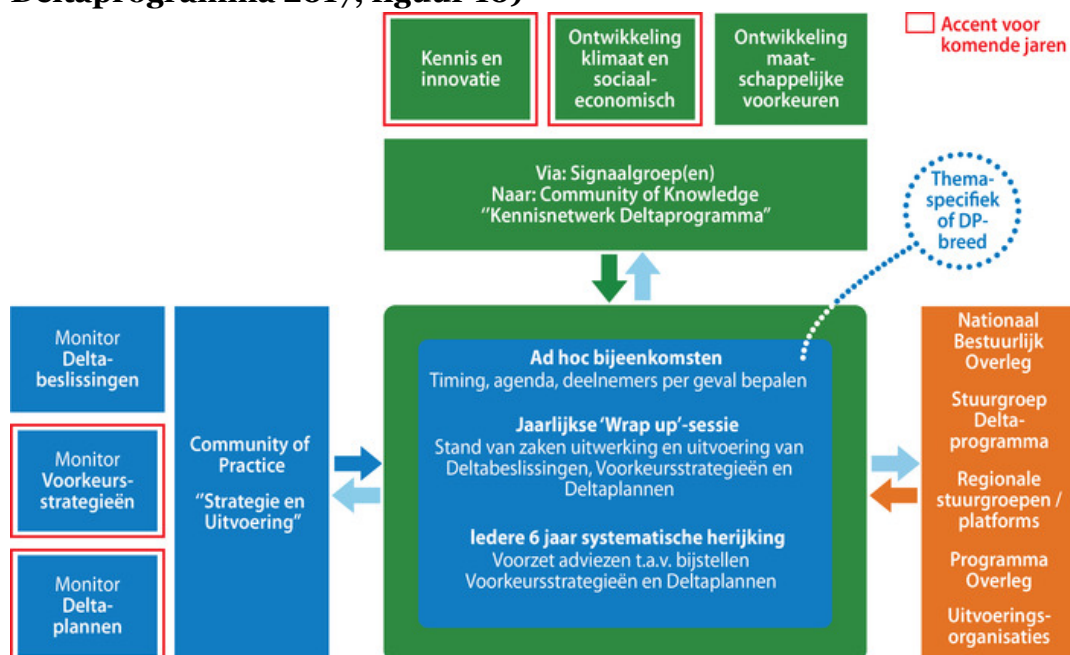 Deltaprogramma 2017, figuur 18)
Kennis en
innovatie
Ontwikkeling
klimaat en
sociaal-
economisch
Ontwikkeling
maat-
schappelijke
voorkeuren
Accent voor
komende jaren
Via: Signaalgroep(en)
Naar: Community of Knowledge
"Kennisnetwerk Deltaprogramma"
Thema-
specifiek
of DP-
breed
Monitor
Delta-
beslissingen
Monitor
Voorkeurs-
strategieën
Monitor
Delta-
plannen
Community of
Practice
"Strategie en
Uitvoering"
Ad hoc bijeenkomsten
Timing, agenda, deelnemers per geval bepalen
Jaarlijkse 'Wrap up'-sessie
Stand van zaken uitwerking en uitvoering van
Deltabeslissingen, Voorkeursstrategieën en
Deltaplannen
Iedere 6 jaar systematische herijking
Voorzet adviezen t.a.v. bijstellen
Voorkeursstrategieën en Deltaplannen
Nationaal
Bestuurlijk
Overleg
Stuurgroep
Delta-
programma
Regionale
stuurgroepen /
platforms
Programma
Overleg
Uitvoerings-
organisaties